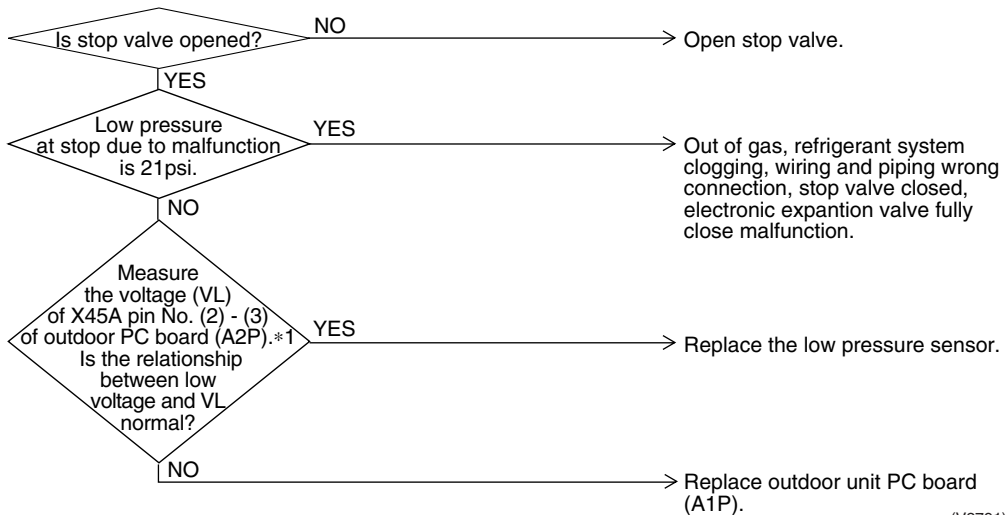 Is stop valve opened?
NO
Open stop valve.
YES
Low pressure
at stop due to malfunction
is 21psi.
YES
Out of gas, refrigerant system
clogging, wiring and piping wrong
connection, stop valve closed,
electronic expantion valve fully
close malfunction.
NO
Measure
the voltage (VL)
of X45A pin No. (2) - (3)
of outdoor PC board (A2P).*1
Is the relationship
between low
voltage and VL
normal?
YES
Replace the low pressure sensor.
NO
Replace outdoor unit PC board
(A1P).